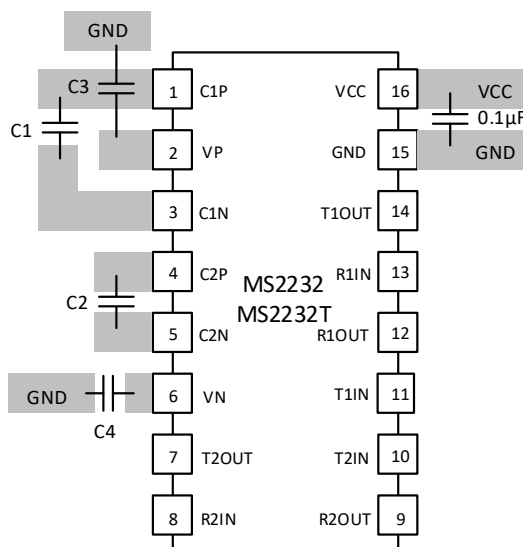 GND
C3
1 C1P
VCC 16
VCC
C1
0.1µF
2 VP
GND 15
GND
3 C1N
T1OUT 14
4 C2P
R1IN 13
C2
MS2232
MS2232T
5 C2N
R1OUT 12
GND
C4
6 VN
T1IN 11
7 T2OUT
T2IN 10
8 R2IN
R2OUT 9